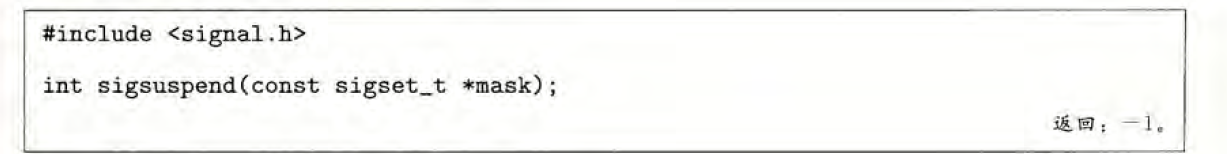 #include <signal.h>
int sigsuspend(const sigset_t *mask);
返回：-1。